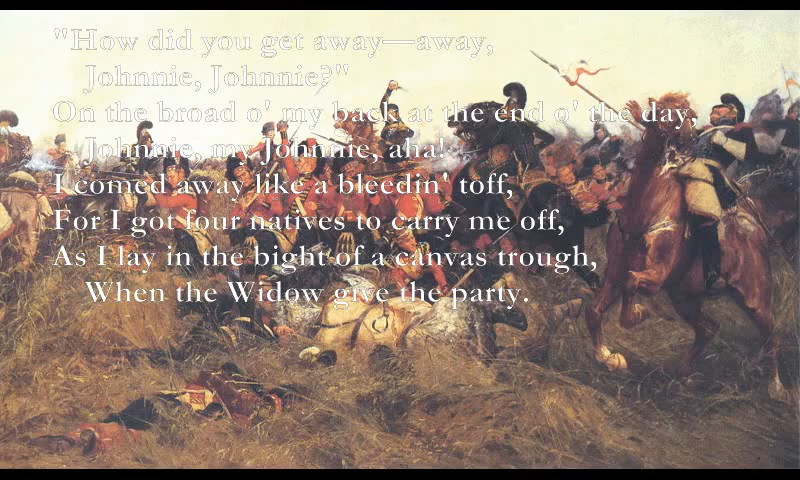 "How did you get away—away,
Johnnie, Johnnie?"
On the broad o' my back at the end o' the day,
Johnnie, my Johnnie, aha!
I comed away like a bleedin' toff,
For I got four natives to carry me off,
As I lay in the bight of a canvas trough,
When the Widow give the party.